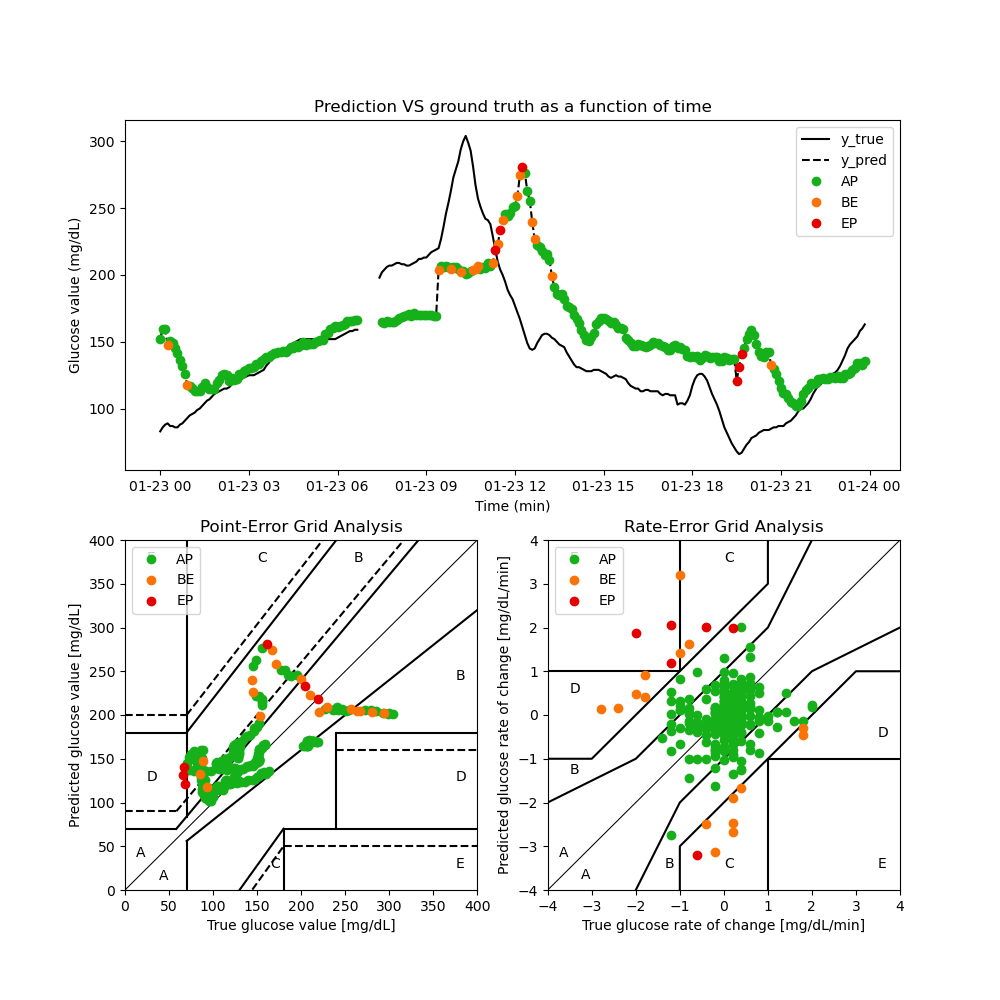 Prediction VS ground truth as a function of time
Glucose value (mg/dL)
300
250
200
150
100
y_true
y_pred
AP
BE
EP
01-23 00 01-23 03 01-23 06 01-23 09 01-23 12 01-23 15 01-23 18 01-23 21 01-24 00
Time (min)
Point-Error Grid Analysis
Predicted glucose value [mg/dL]
400
350
300
250
200
150
100
50
0
AP
BE
EP
C
B
B
D
D
A
A
C
E
0 50 100 150 200 250 300 350 400
True glucose value [mg/dL]
Rate-Error Grid Analysis
Predicted glucose rate of change [mg/dL/min]
4
3
2
1
0
−1
−2
−3
−4
AP
BE
EP
C
D
D
B
A
A
B
C
E
−4 −3 −2 −1 0 1 2 3 4
True glucose rate of change [mg/dL/min]